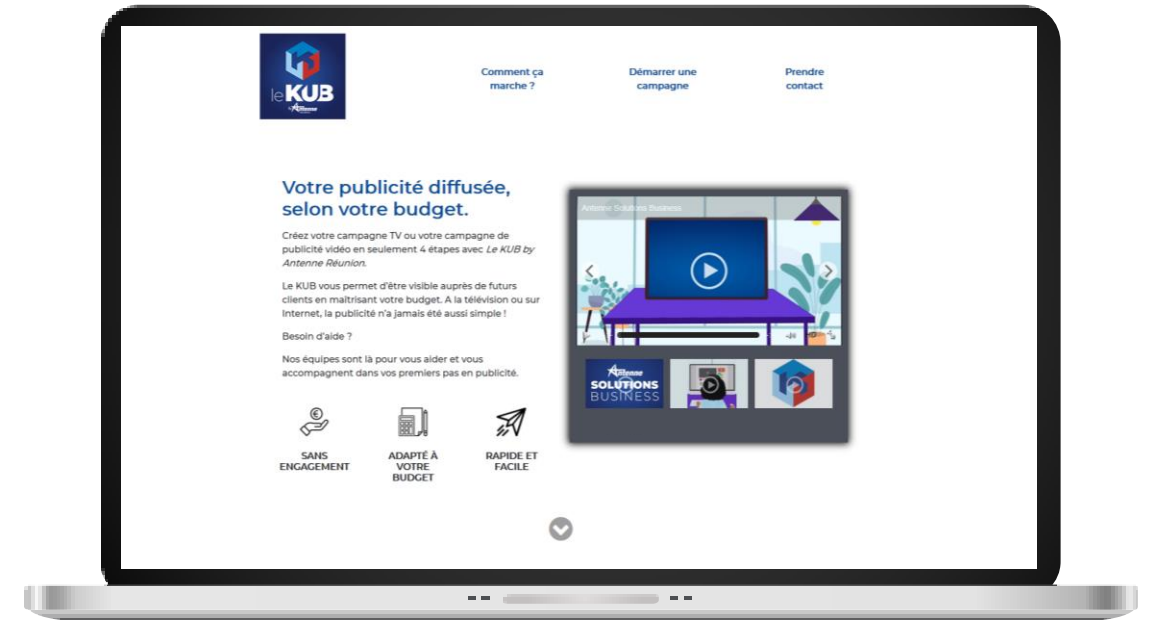 le KUB
Antenne
Comment ça
marche ?
Démarrer une
campagne
Prendre
contact
Votre publicité diffusée,
selon votre budget.
Créez votre campagne TV ou votre campagne de
publicité vidéo en seulement 4 étapes avec Le KUB by
Antenne Réunion.
Le KUB vous permet d'être visible auprès de futurs
clients en maîtrisant votre budget. A la télévision ou sur
Internet, la publicité n'a jamais été aussi simple !
Besoin d'aide ?
Nos équipes sont là pour vous aider et vous
accompagnent dans vos premiers pas en publicité.
SANS
ENGAGEMENT
ADAPTÉ À
VOTRE
BUDGET
RAPIDE ET
FACILE
Antenne Solutions Business
Antenne
SOLUTIONS
BUSINESS